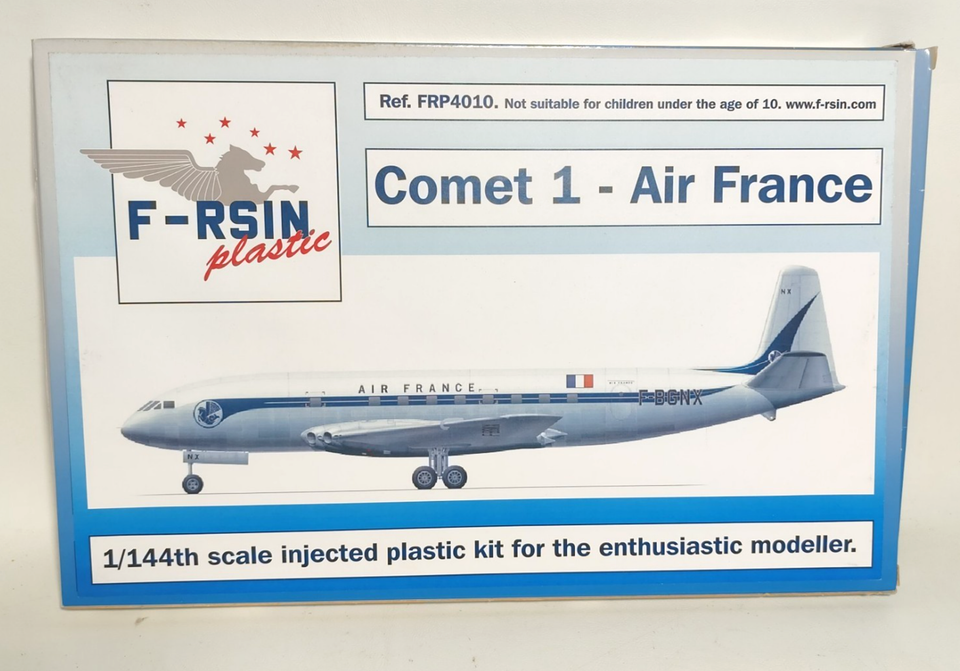 Ref. FRP4010. Not suitable for children under the age of 10. www.f-rsin.com
F-RSIN
plastic
Comet 1 - Air France
NX
AIR FRANCE
F-BGNX
NX
1/144th scale injected plastic kit for the enthusiastic modeller.